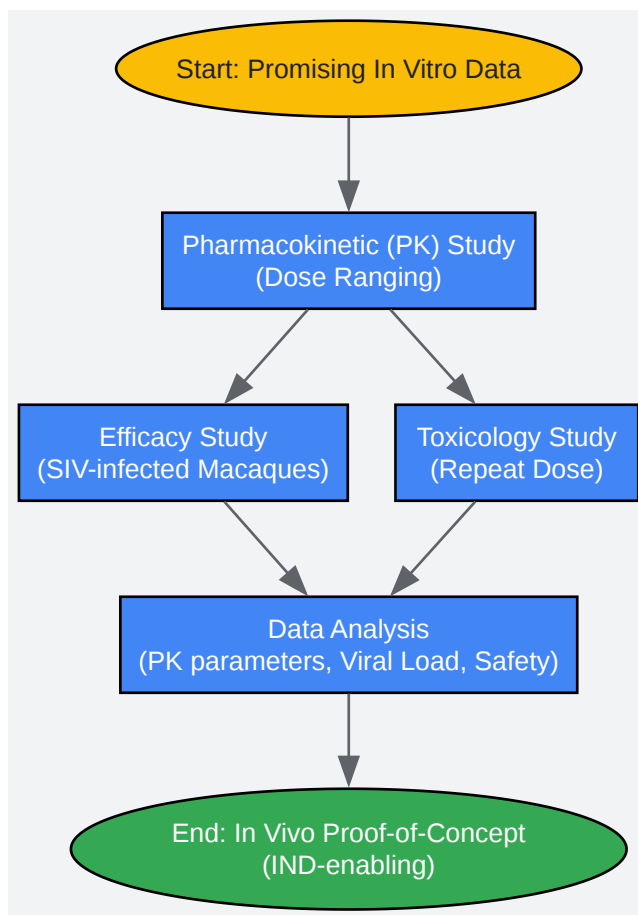 Start: Promising In Vitro Data
Pharmacokinetic (PK) Study
(Dose Ranging)
Efficacy Study
(SIV-infected Macaques)
Toxicology Study
(Repeat Dose)
Data Analysis
(PK parameters, Viral Load, Safety)
End: In Vivo Proof-of-Concept
(IND-enabling)